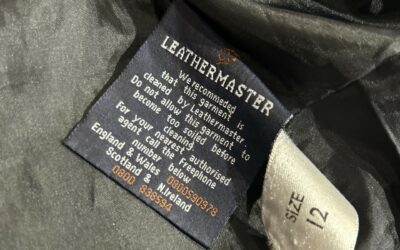 LEATHERMASTER
We recommeded
that this garment is
cleaned by Leathermaster.
Do not allow this garment to
become too soiled before
cleaning.
For your nearest authorised
agent call the Freephone
number below
England & Wales 0800590978
Scotland & N.Ireland
0800 838594
SIZE
12